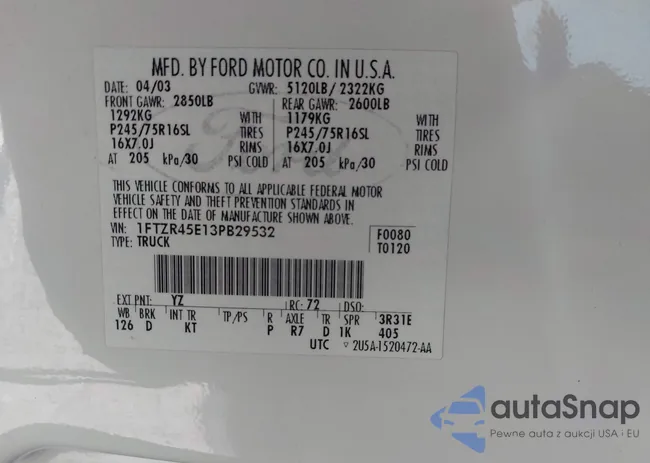 MFD. BY FORD MOTOR CO. IN U.S.A.
DATE: 04/03 GVWR: 5120LB/ 2322KG
FRONT GAWR: 2850LB REAR GAWR: 2600LB
1292KG WITH 1179KG WITH
P245/75R16SL TIRES P245/75R16SL TIRES
16X7.0J RIMS 16X7.0J RIMS
AT 205 kPa/30 PSI COLD AT 205 kPa/30 PSI COLD
Ford
THIS VEHICLE CONFORMS TO ALL APPLICABLE FEDERAL MOTOR
VEHICLE SAFETY AND THEFT PREVENTION STANDARDS IN
EFFECT ON THE DATE OF MANUFACTURE SHOWN ABOVE.
VIN: 1FTZR45E13PB29532 F0080
TYPE: TRUCK T0120
EXT PNT: YZ RC: 72 DSO:
WB BRK INT TR TP/PS R AXLE TR SPR 3R31E
126 D KT P R7 D 1K 405
UTC ▽ 2U5A-1520472-AA
autaSnap
Pewne auta z aukcji USA i EU